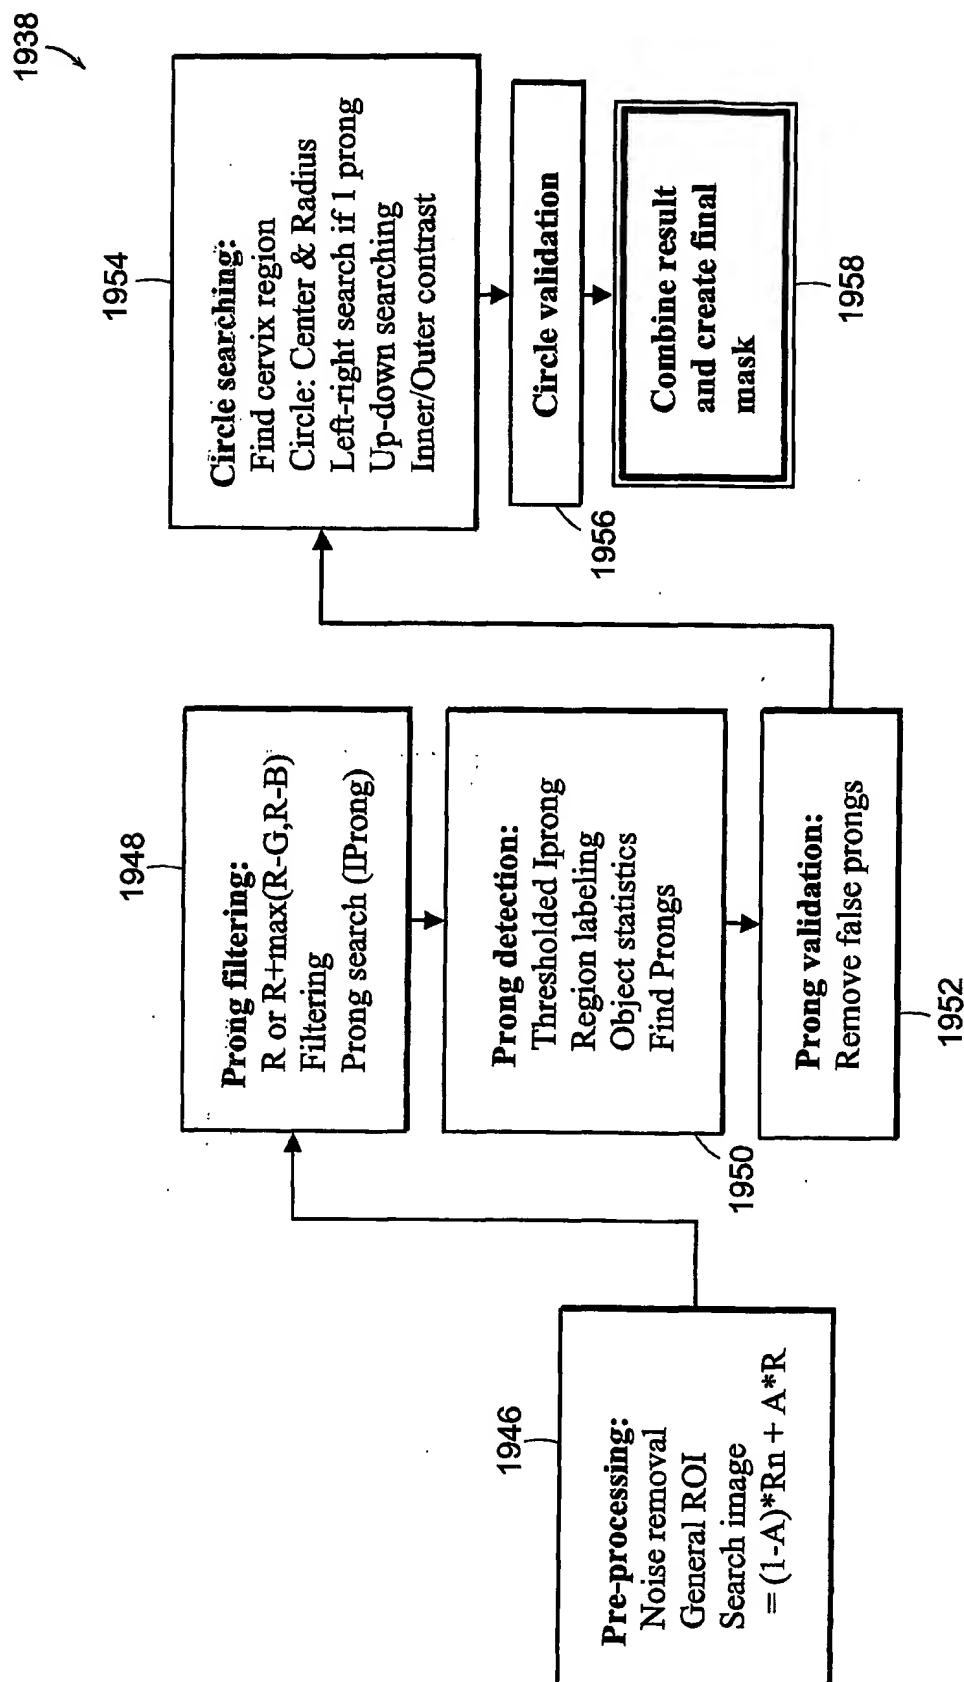 1938
1946
Pre-processing:
Noise removal
General ROI
Search image
= (1-A)*Rn + A*R
1948
Prong filtering:
R or R+max(R-G,R-B)
Filtering
Prong search (IProng)
1950
Prong detection:
Thresholded Iprong
Region labeling
Object statistics
Find Prongs
1952
Prong validation:
Remove false prongs
1954
Circle searching:
Find cervix region
Circle: Center & Radius
Left-right search if 1 prong
Up-down searching
Inner/Outer contrast
1956
Circle validation
1958
Combine result
and create final
mask